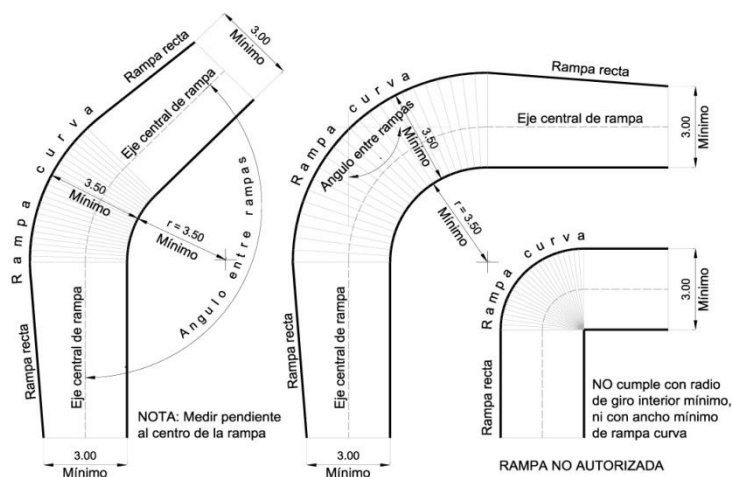 3.00
Mínimo
Rampa recta
Eje central de rampa
Rampa curva
3.50
Mínimo
r = 3.50
Mínimo
Angulo entre rampas
Rampa recta
Eje central de rampa
NOTA: Medir pendiente
al centro de la rampa
3.00
Mínimo
Rampa recta
Eje central de rampa
3.00
Mínimo
Rampa curva
Angulo entre rampas
3.50
Mínimo
r = 3.50
Mínimo
Rampa recta
Eje central de rampa
3.00
Mínimo
Rampa curva
3.00
Mínimo
Rampa recta
NO cumple con radio
de giro interior mínimo,
ni con ancho mínimo
de rampa curva
RAMPA NO AUTORIZADA